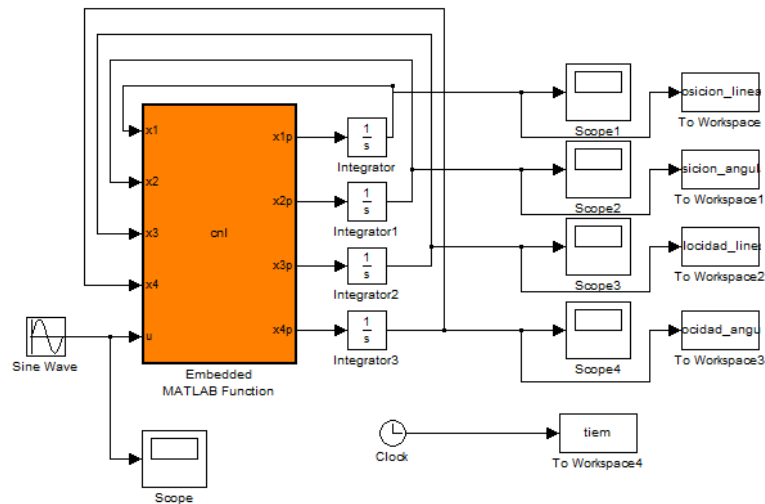 x1
x2
x3
x4
u
cnl
x1p
x2p
x3p
x4p
Embedded
MATLAB Function
1
s
Integrator
1
s
Integrator1
1
s
Integrator2
1
s
Integrator3
Scope1
osicion_linea
To Workspace
Scope2
sicion_angula
To Workspace1
Scope3
locidad_line
To Workspace2
Scope4
ocidad_angu
To Workspace3
Sine Wave
Scope
Clock
tiem
To Workspace4